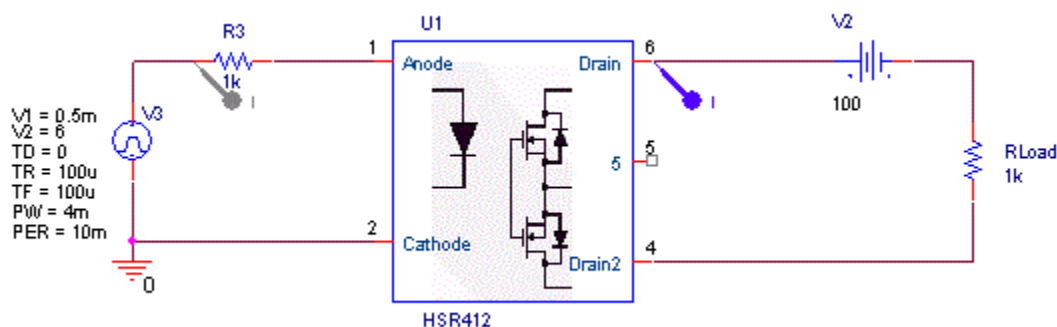 U1
V2
R3
1
6
Anode
Drain
1k
I
I
100
V3
V1 = 0.5m
V2 = 6
TD = 0
TR = 100u
TF = 100u
PW = 4m
PER = 10m
5
5
RLoad
1k
2
4
Cathode
Drain2
0
HSR412